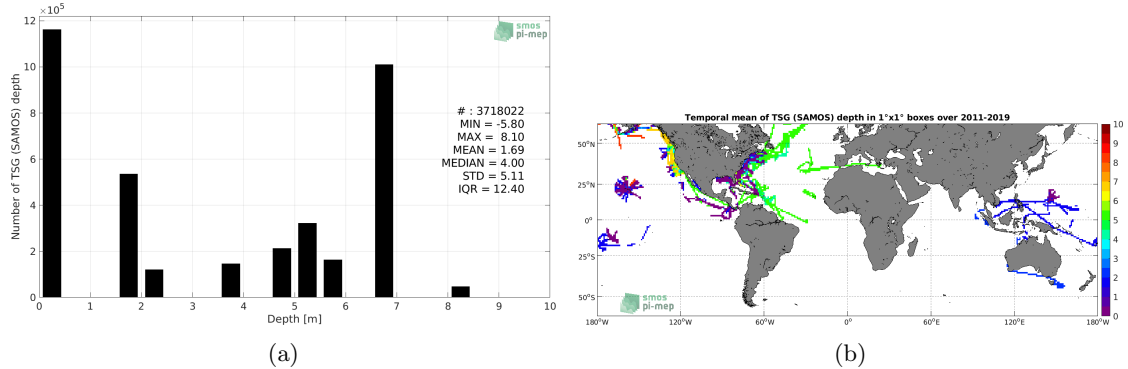 ×10⁵
12
10
8
6
4
2
0
Number of TSG (SAMOS) depth
smos
pi-mep
# : 3718022
MIN = -5.80
MAX = 8.10
MEAN = 1.69
MEDIAN = 4.00
STD = 5.11
IQR = 12.40
0 1 2 3 4 5 6 7 8 9 10
Depth [m]
(a)
Temporal mean of TSG (SAMOS) depth in 1°x1° boxes over 2011-2019
50°N
25°N
0°
25°S
50°S
smos
pi-mep
180°W 120°W 60°W 0° 60°E 120°E 180°W
10
9
8
7
6
5
4
3
2
1
0
(b)